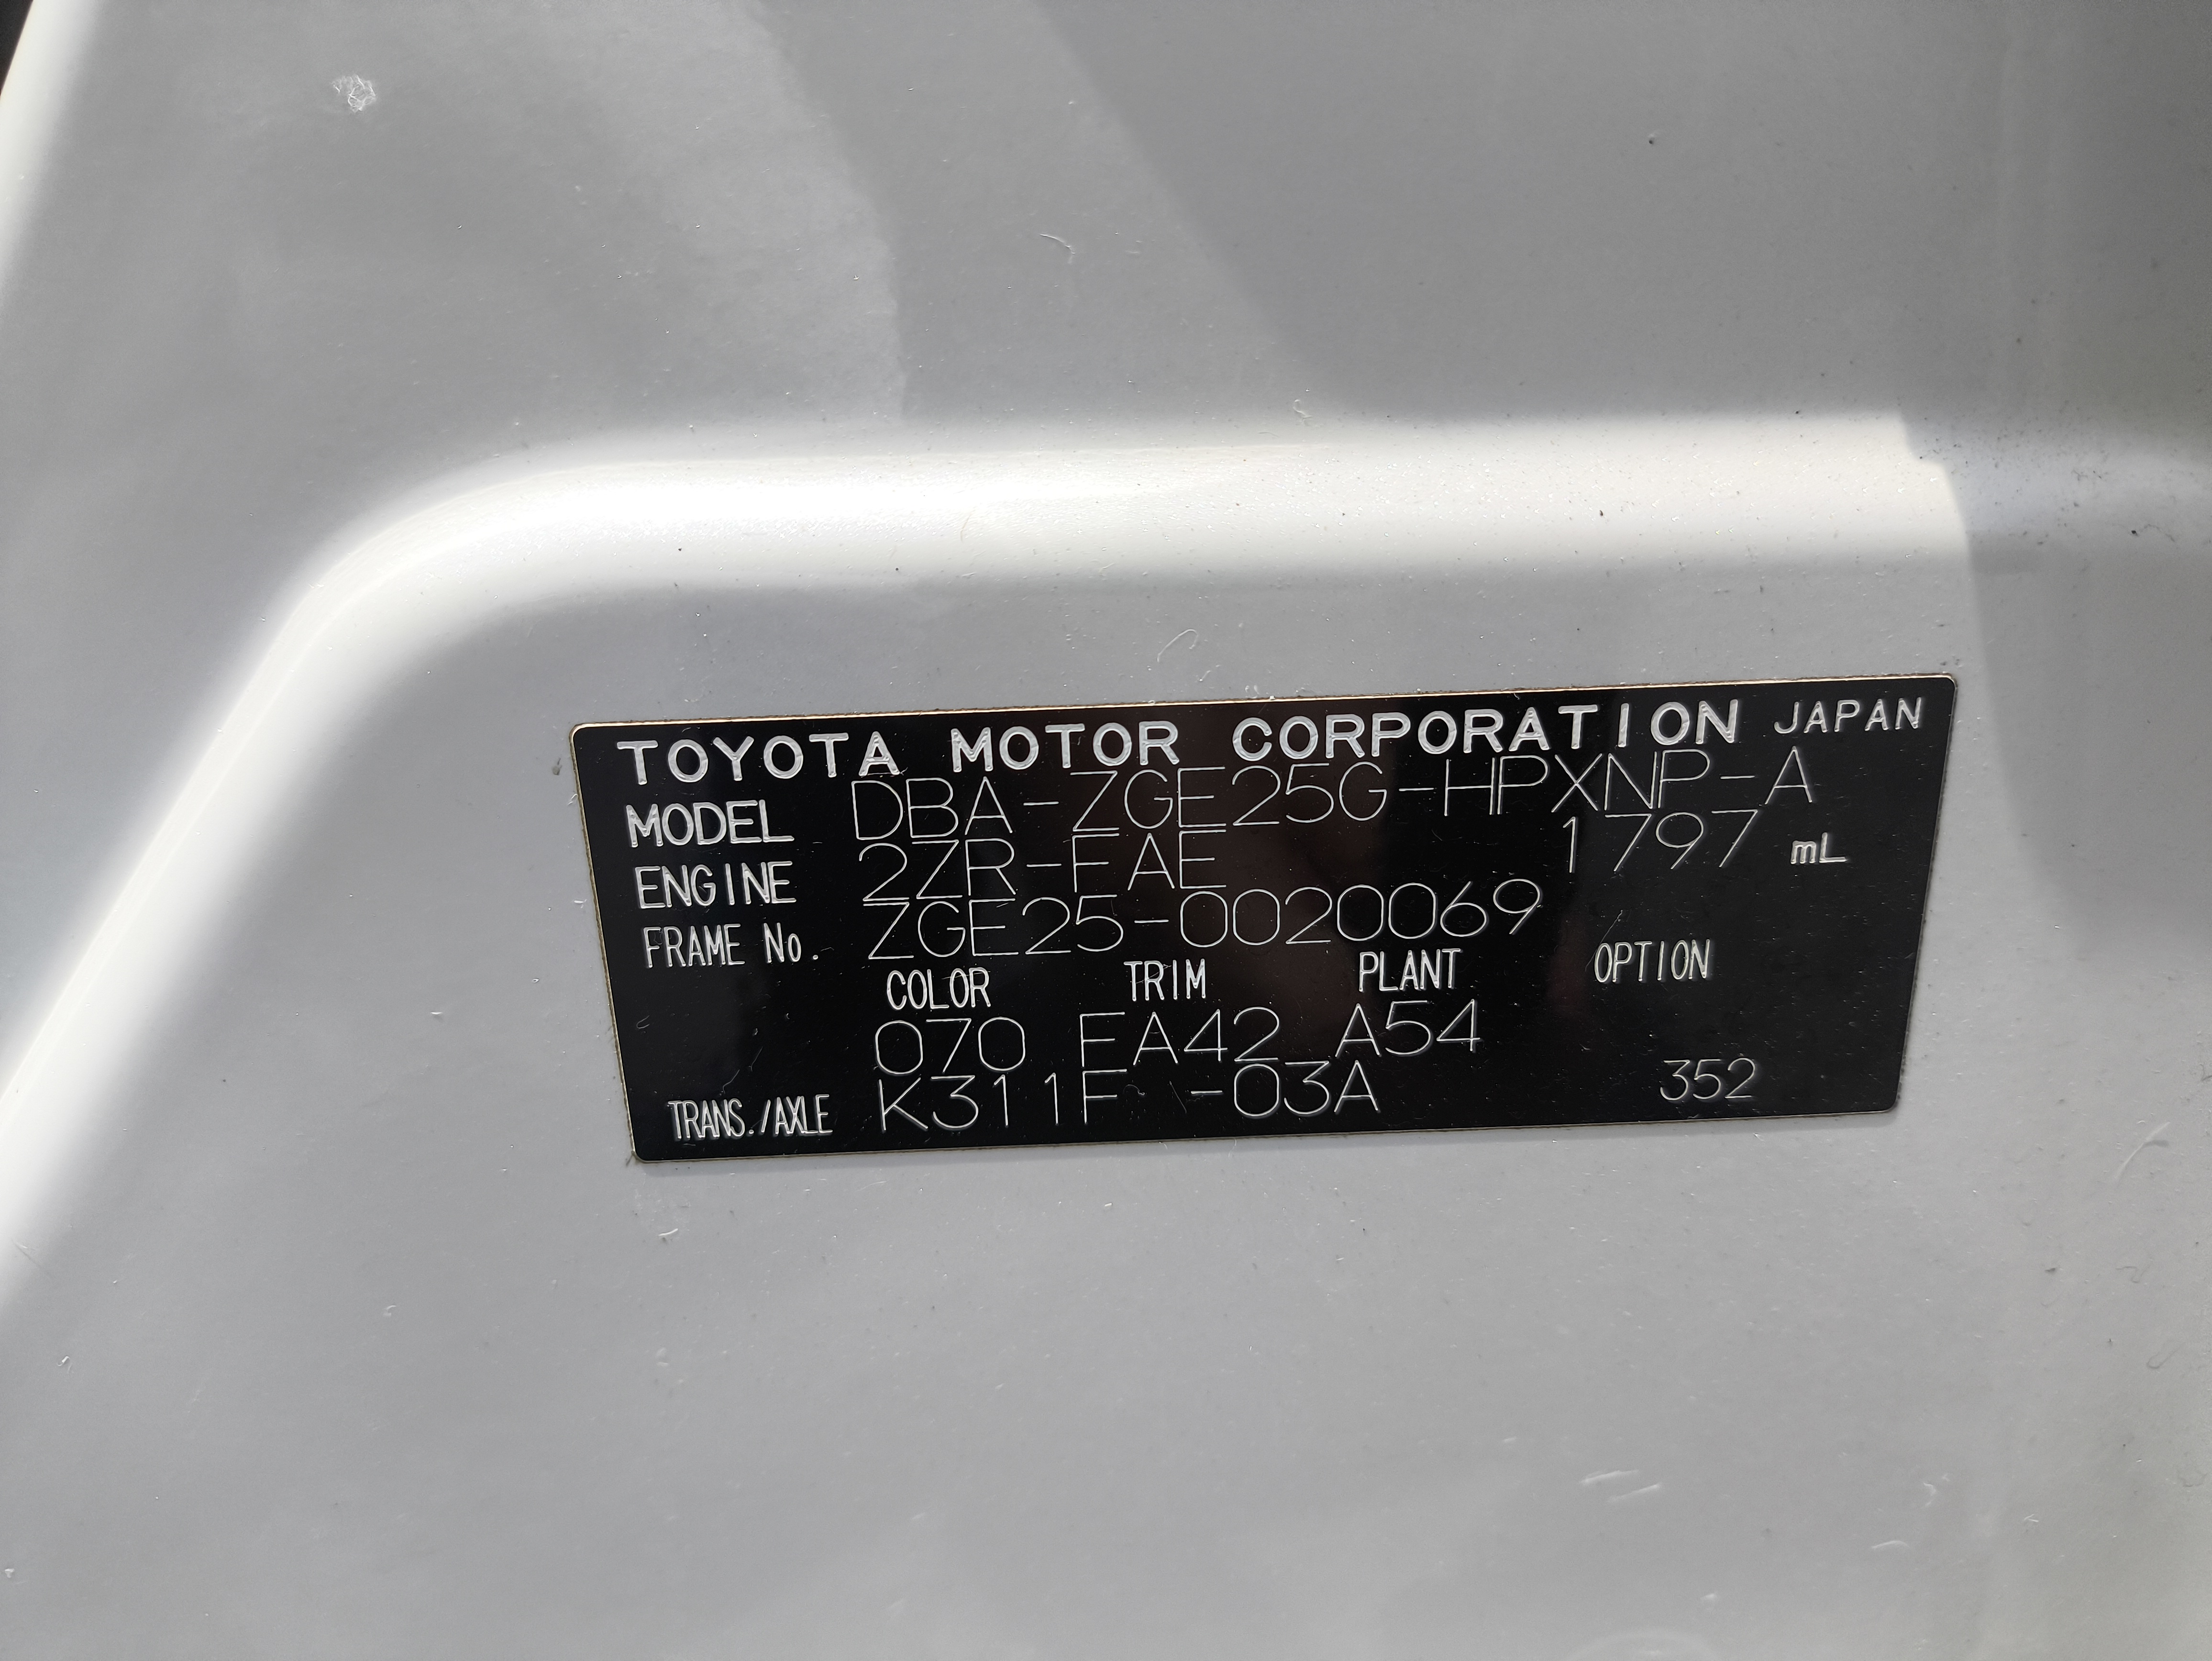 TOYOTA MOTOR CORPORATION JAPAN
MODEL DBA-ZGE25G-HPXNP-A
ENGINE 2ZR-FAE 1797 mL
FRAME No. ZGE25-0020069
COLOR TRIM PLANT OPTION
070 FA42 A54
TRANS./AXLE K311F -03A 352